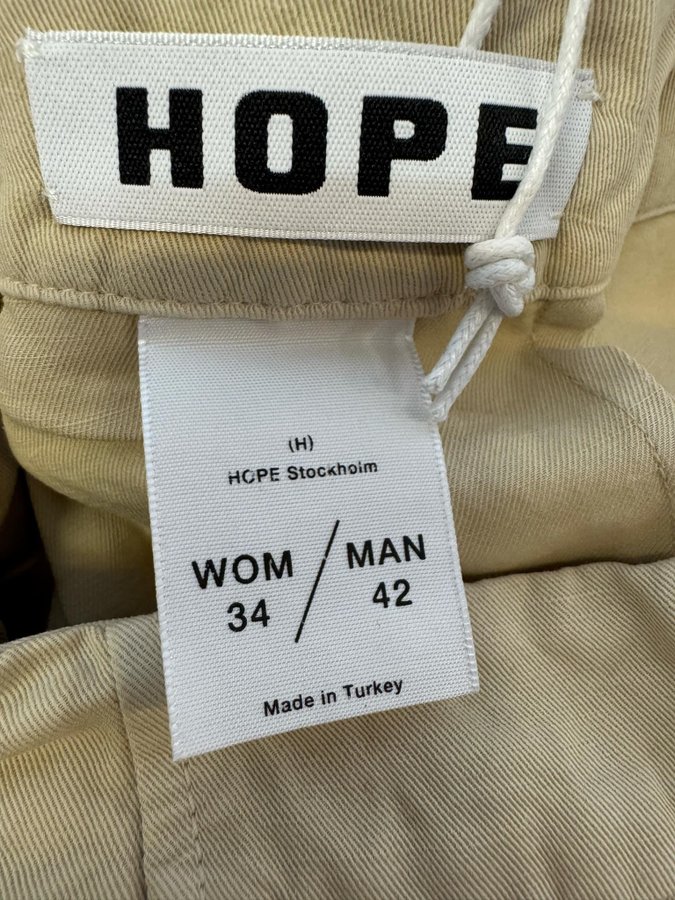 HOPE
(H)
HOPE Stockholm
WOM / MAN
34 42
Made in Turkey